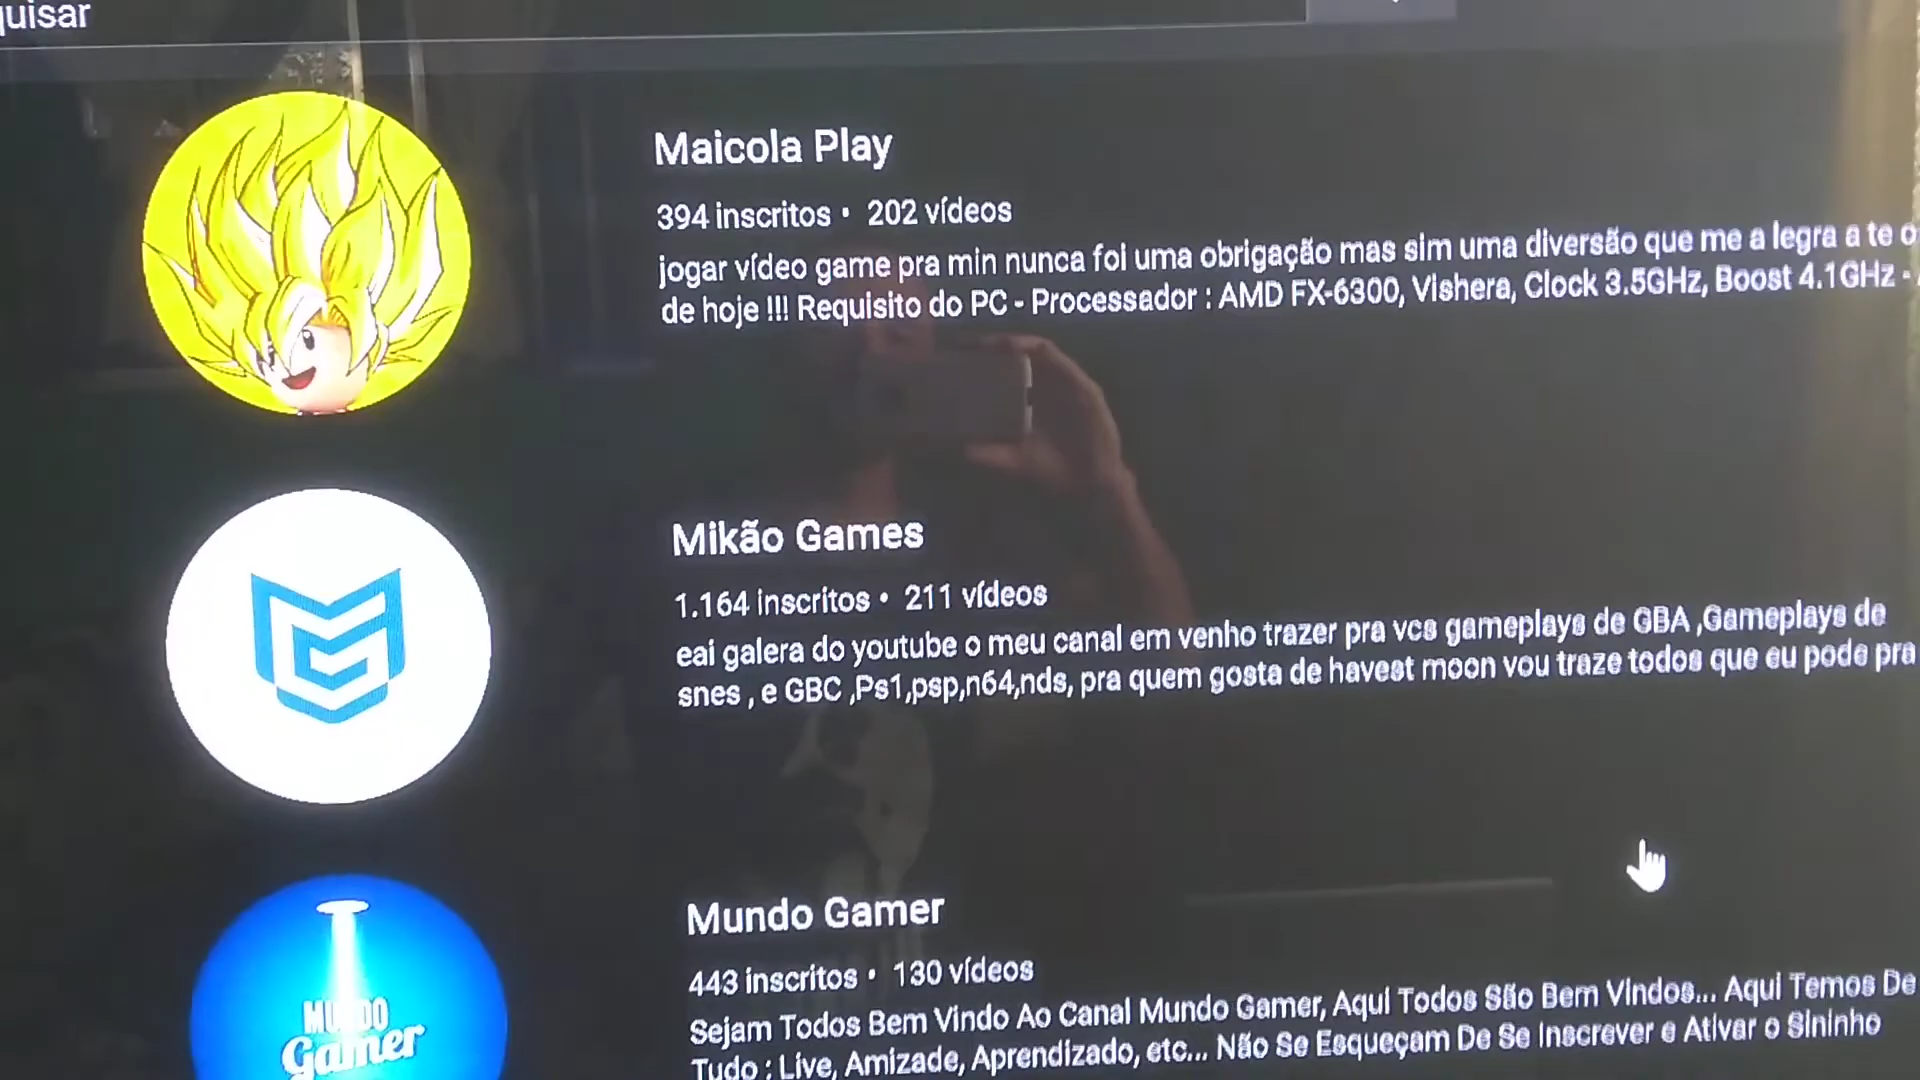 quisar
Maicola Play
394 inscritos • 202 vídeos
jogar vídeo game pra min nunca foi uma obrigação mas sim uma diversão que me a legra a te o
de hoje !!! Requisito do PC - Processador : AMD FX-6300, Vishera, Clock 3.5GHz, Boost 4.1GHz -
Mikão Games
1.164 inscritos • 211 vídeos
eai galera do youtube o meu canal em venho trazer pra vcs gameplays de GBA ,Gameplays de
snes , e GBC ,Ps1,psp,n64,nds, pra quem gosta de havest moon vou traze todos que eu pode pra
Mundo Gamer
443 inscritos • 130 vídeos
MUNDO
Gamer
Sejam Todos Bem Vindo Ao Canal Mundo Gamer, Aqui Todos São Bem Vindos... Aqui Temos De
Tudo : Live, Amizade, Aprendizado, etc... Não Se Esqueçam De Se Inscrever e Ativar o Sininho